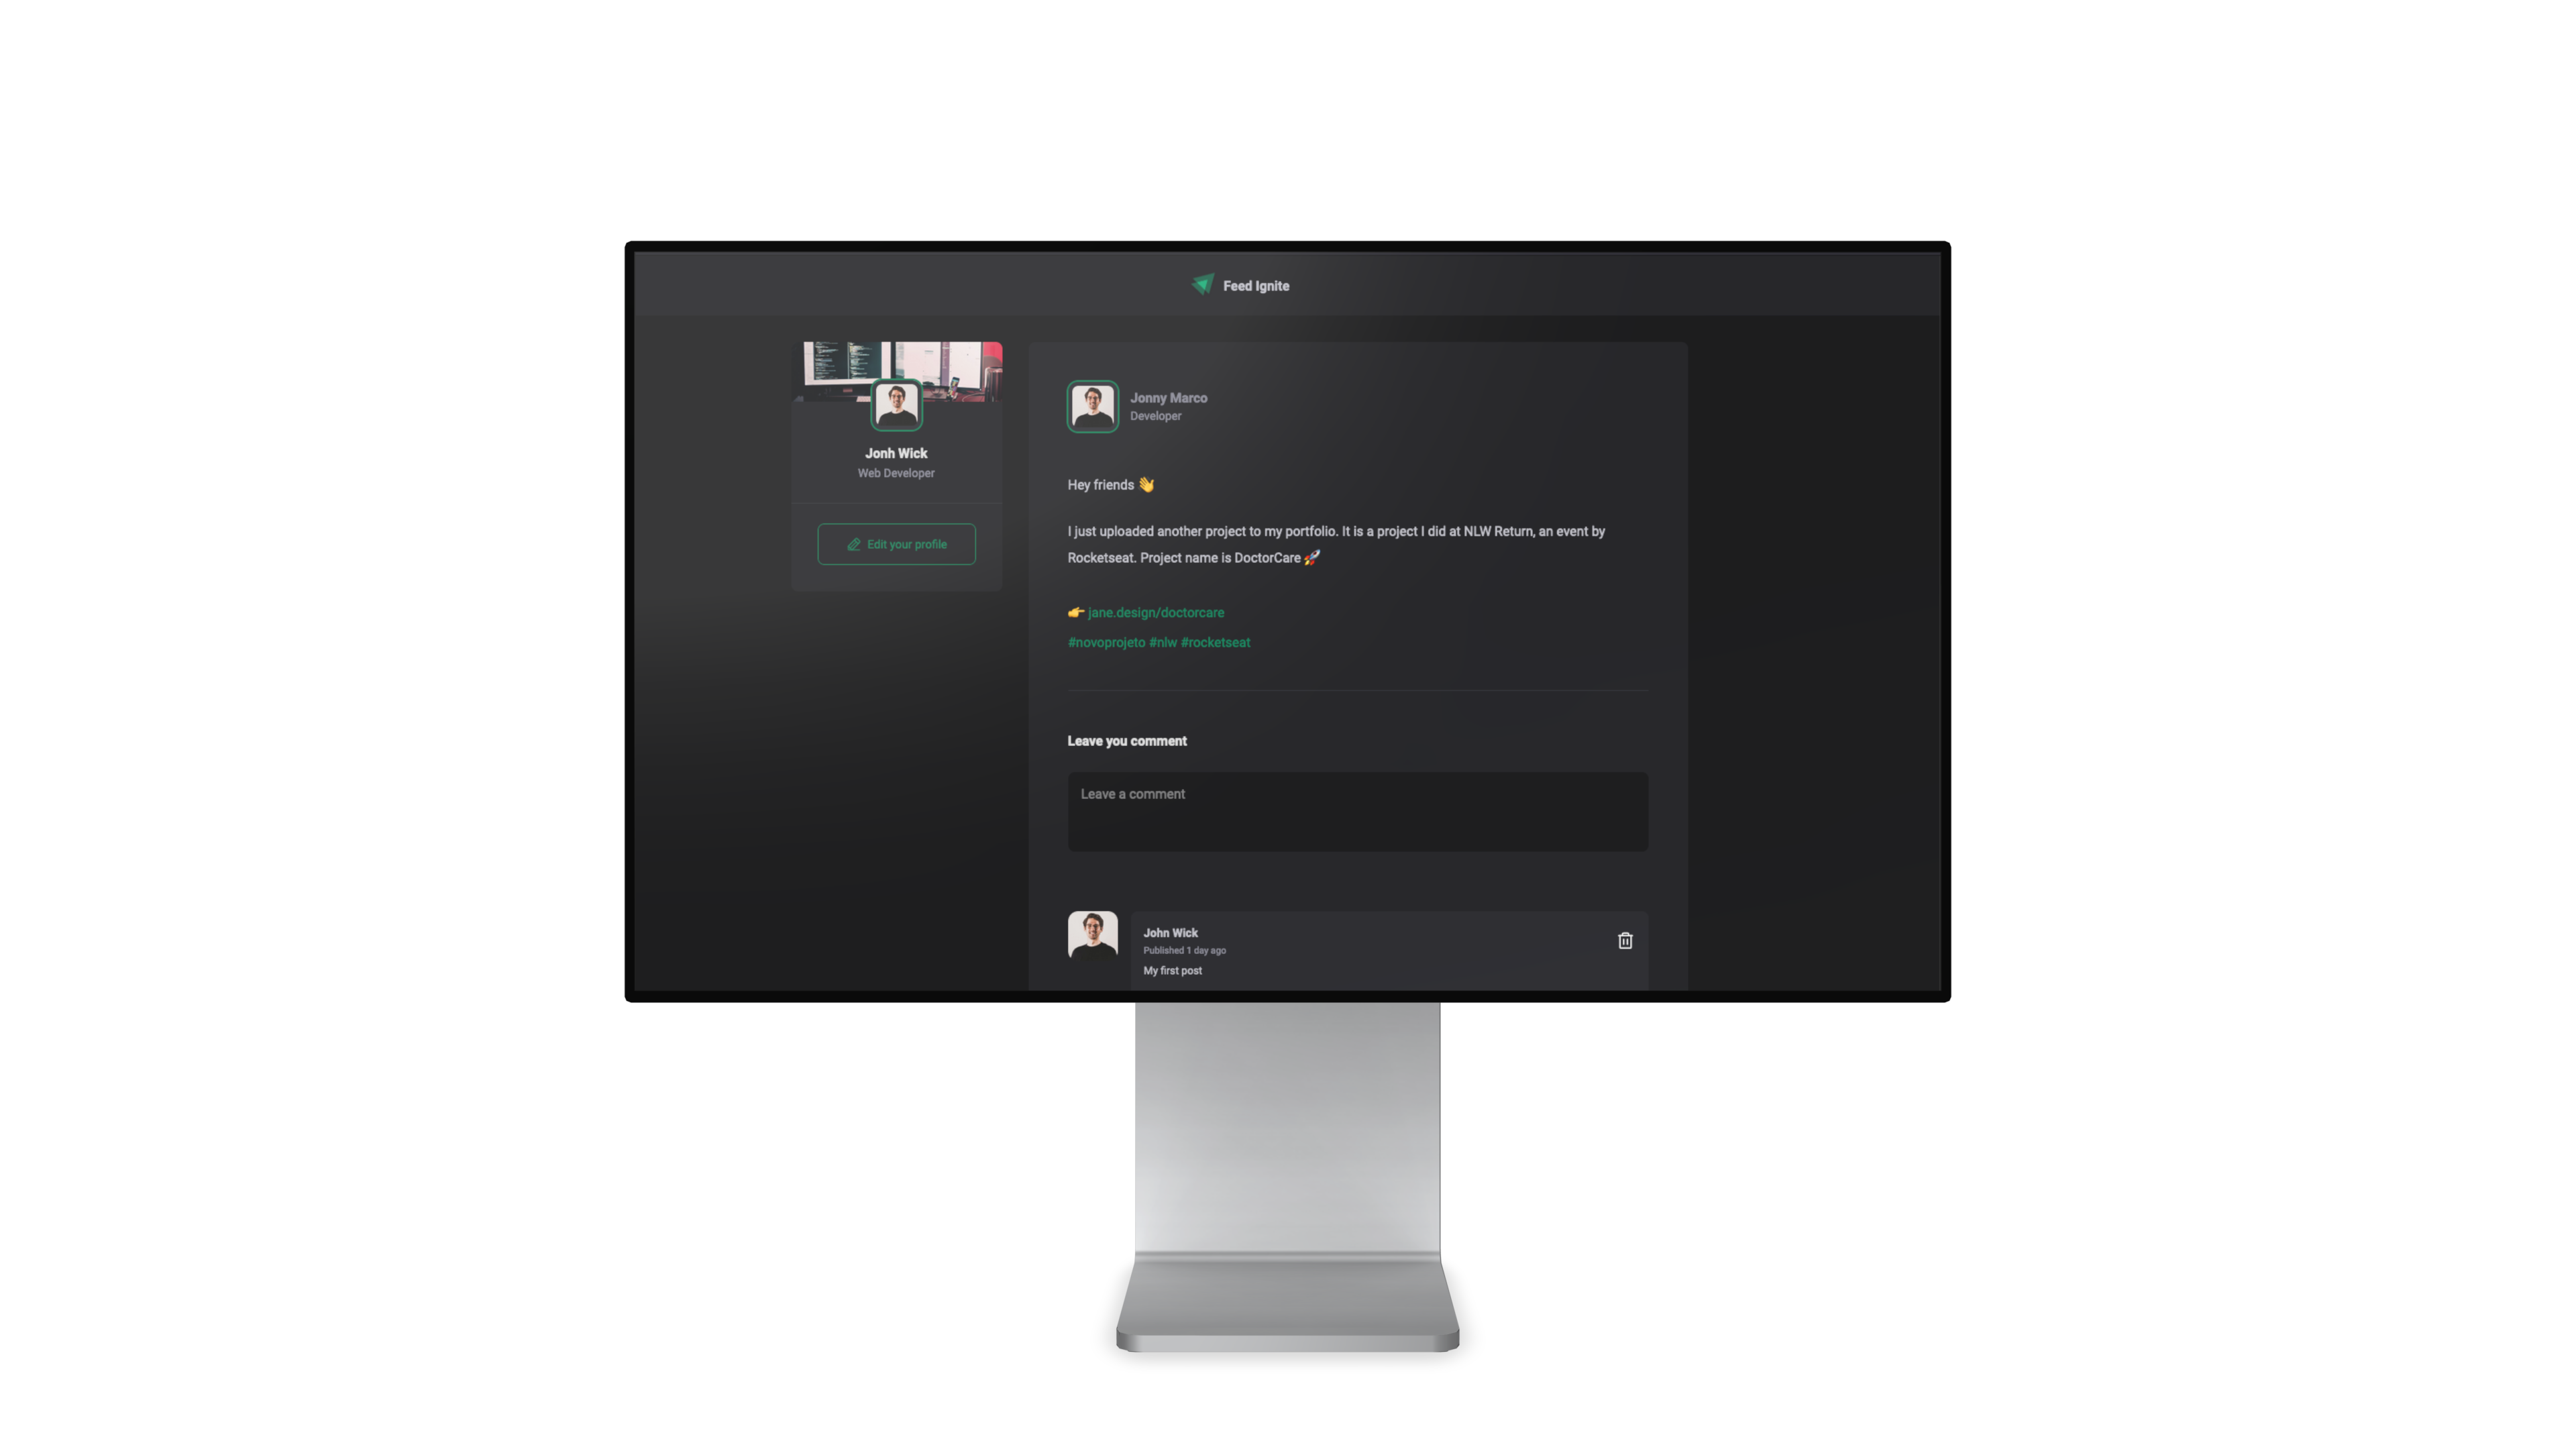 Feed Ignite
Jonh Wick
Web Developer
Edit your profile
Jonny Marco
Developer
Hey friends 👋
I just uploaded another project to my portfolio. It is a project I did at NLW Return, an event by
Rocketseat. Project name is DoctorCare 🚀
👉 jane.design/doctorcare
#novoprojeto #nlw #rocketseat
Leave you comment
Leave a comment
John Wick
Published 1 day ago
My first post